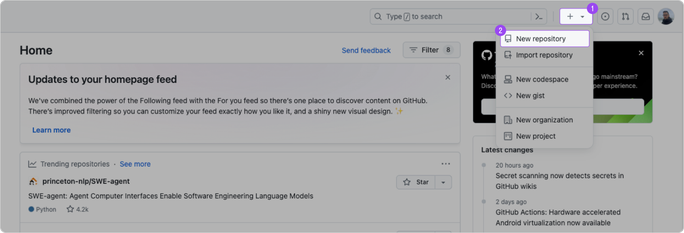 Type / to search
1
2
New repository
Import repository
New codespace
New gist
New organization
New project
Home
Send feedback
Filter 8
Updates to your homepage feed
We've combined the power of the Following feed with the For you feed so there's one place to discover content on GitHub.
There's improved filtering so you can customize your feed exactly how you like it, and a shiny new visual design. ✨
Learn more
Trending repositories · See more
princeton-nlp/SWE-agent
Star
SWE-agent: Agent Computer Interfaces Enable Software Engineering Language Models
Python 4.2k
go mainstream?
per experience.
Latest changes
20 hours ago
Secret scanning now detects secrets in
GitHub wikis
2 days ago
GitHub Actions: Hardware accelerated
Android virtualization now available